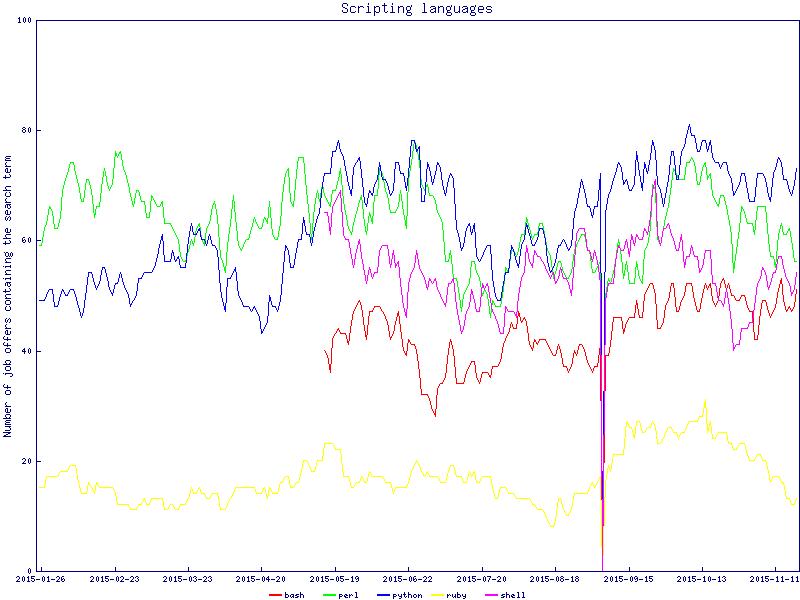 Scripting languages
Number of job offers containing the search term
100
80
60
40
20
0
2015-01-26 2015-02-23 2015-03-23 2015-04-20 2015-05-19 2015-06-22 2015-07-20 2015-08-18 2015-09-15 2015-10-13 2015-11-11
bash perl python ruby shell